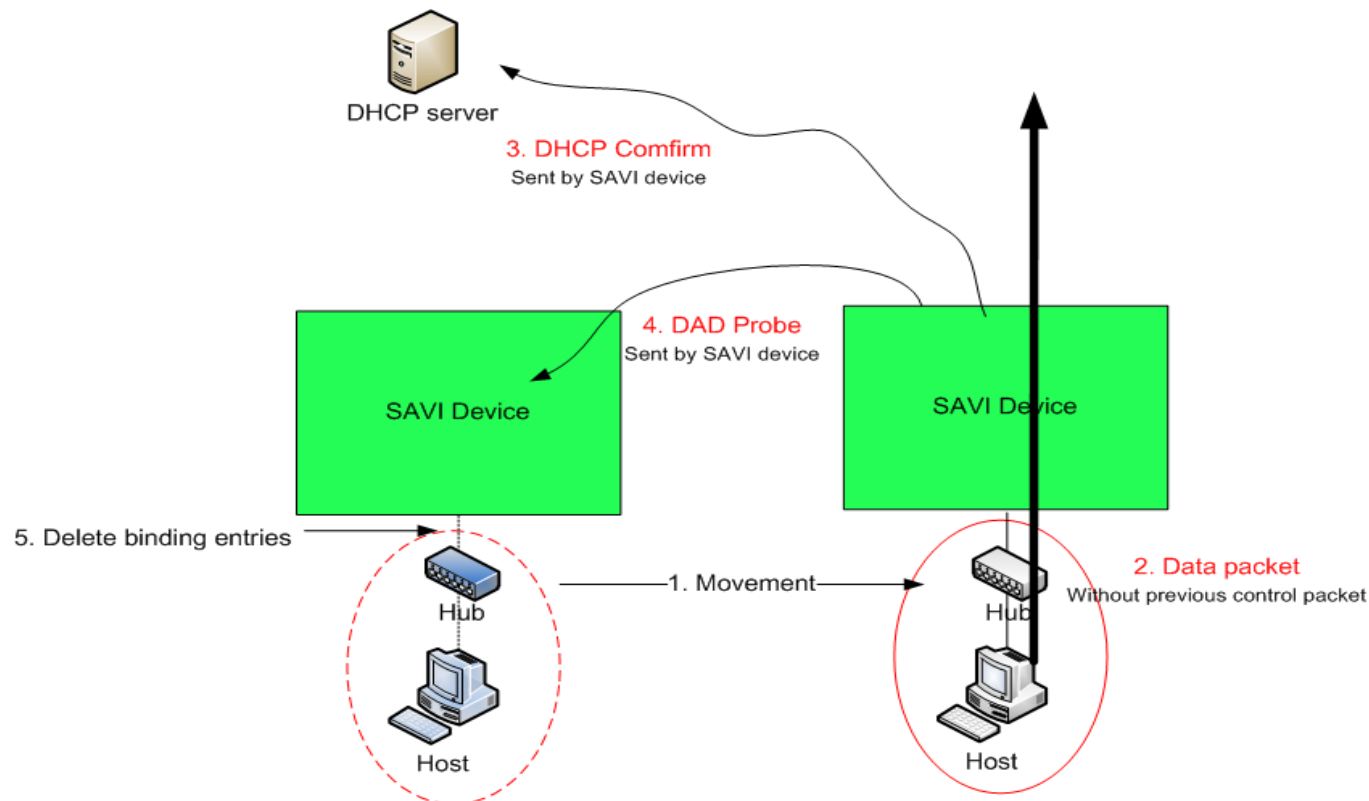 DHCP server
3. DHCP Comfirm
Sent by SAVI device
4. DAD Probe
Sent by SAVI device
SAVI Device
SAVI Device
5. Delete binding entries
1. Movement
2. Data packet
Without previous control packet
Hub
Hub
Host
Host